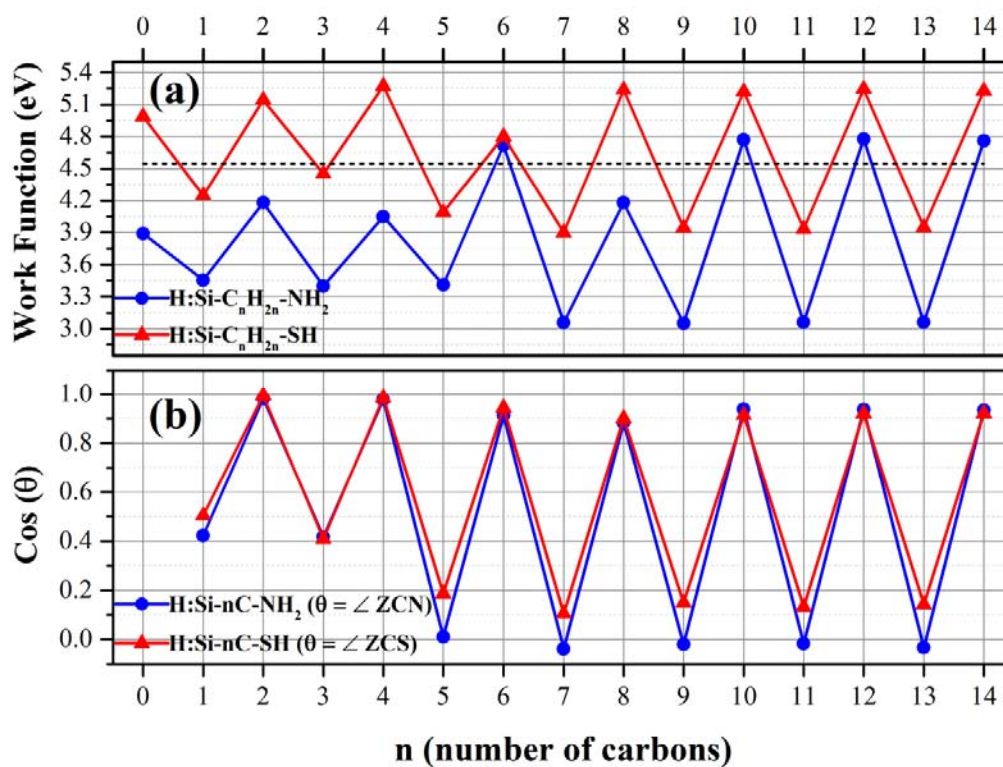 0 1 2 3 4 5 6 7 8 9 10 11 12 13 14
(a)
Work Function (eV)
5.4
5.1
4.8
4.5
4.2
3.9
3.6
3.3
3.0
H:Si-CnH2n-NH2
H:Si-CnH2n-SH
(b)
Cos (θ)
1.0
0.8
0.6
0.4
0.2
0.0
H:Si-nC-NH2 (θ = ∠ ZCN)
H:Si-nC-SH (θ = ∠ ZCS)
0 1 2 3 4 5 6 7 8 9 10 11 12 13 14
n (number of carbons)